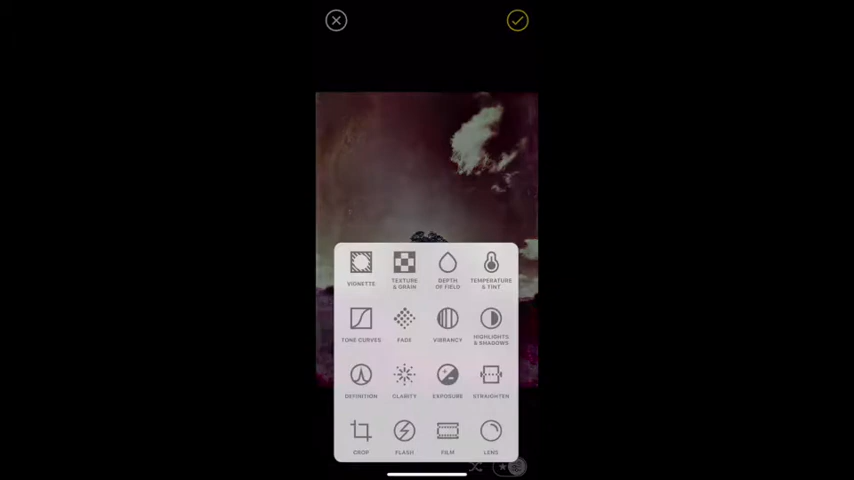 VIGNETTE
TEXTURE
& GRAIN
DEPTH
OF FIELD
TEMPERATURE
& TINT
TONE CURVES
FADE
VIBRANCY
HIGHLIGHTS
& SHADOWS
DEFINITION
CLARITY
EXPOSURE
STRAIGHTEN
DROP
FLASH
FILM
LENS